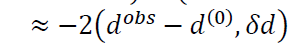 ≈ −2(d^{obs} − d^{(0)}, δd)